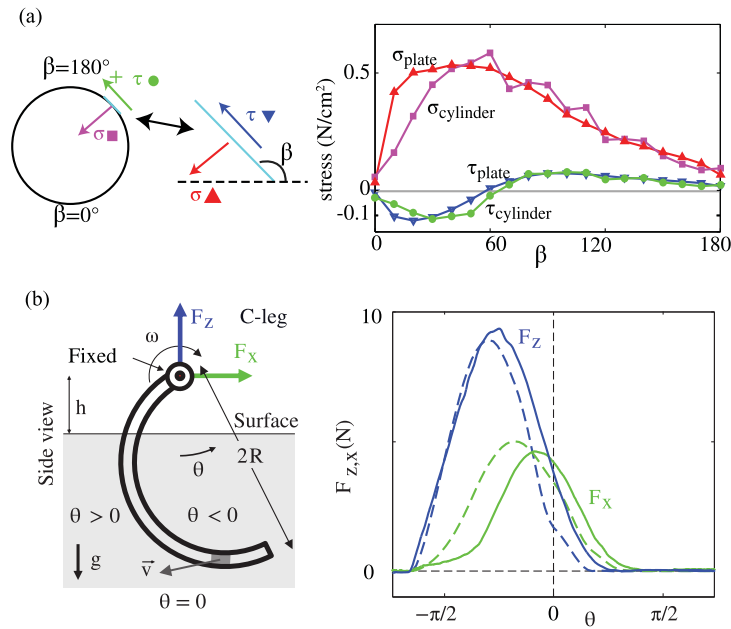 (a)
β=180°
+ τ
σ
β=0°
τ
β
σ
stress (N/cm²)
0.5
0
-0.1
σplate
σcylinder
τplate
τcylinder
0 60 120 180
β
(b)
Fz C-leg
ω
Fixed Fx
h
Side view
Surface
θ 2R
θ > 0 θ < 0
g v
θ = 0
Fz,x(N)
10
0
Fz
Fx
−π/2 0 θ π/2